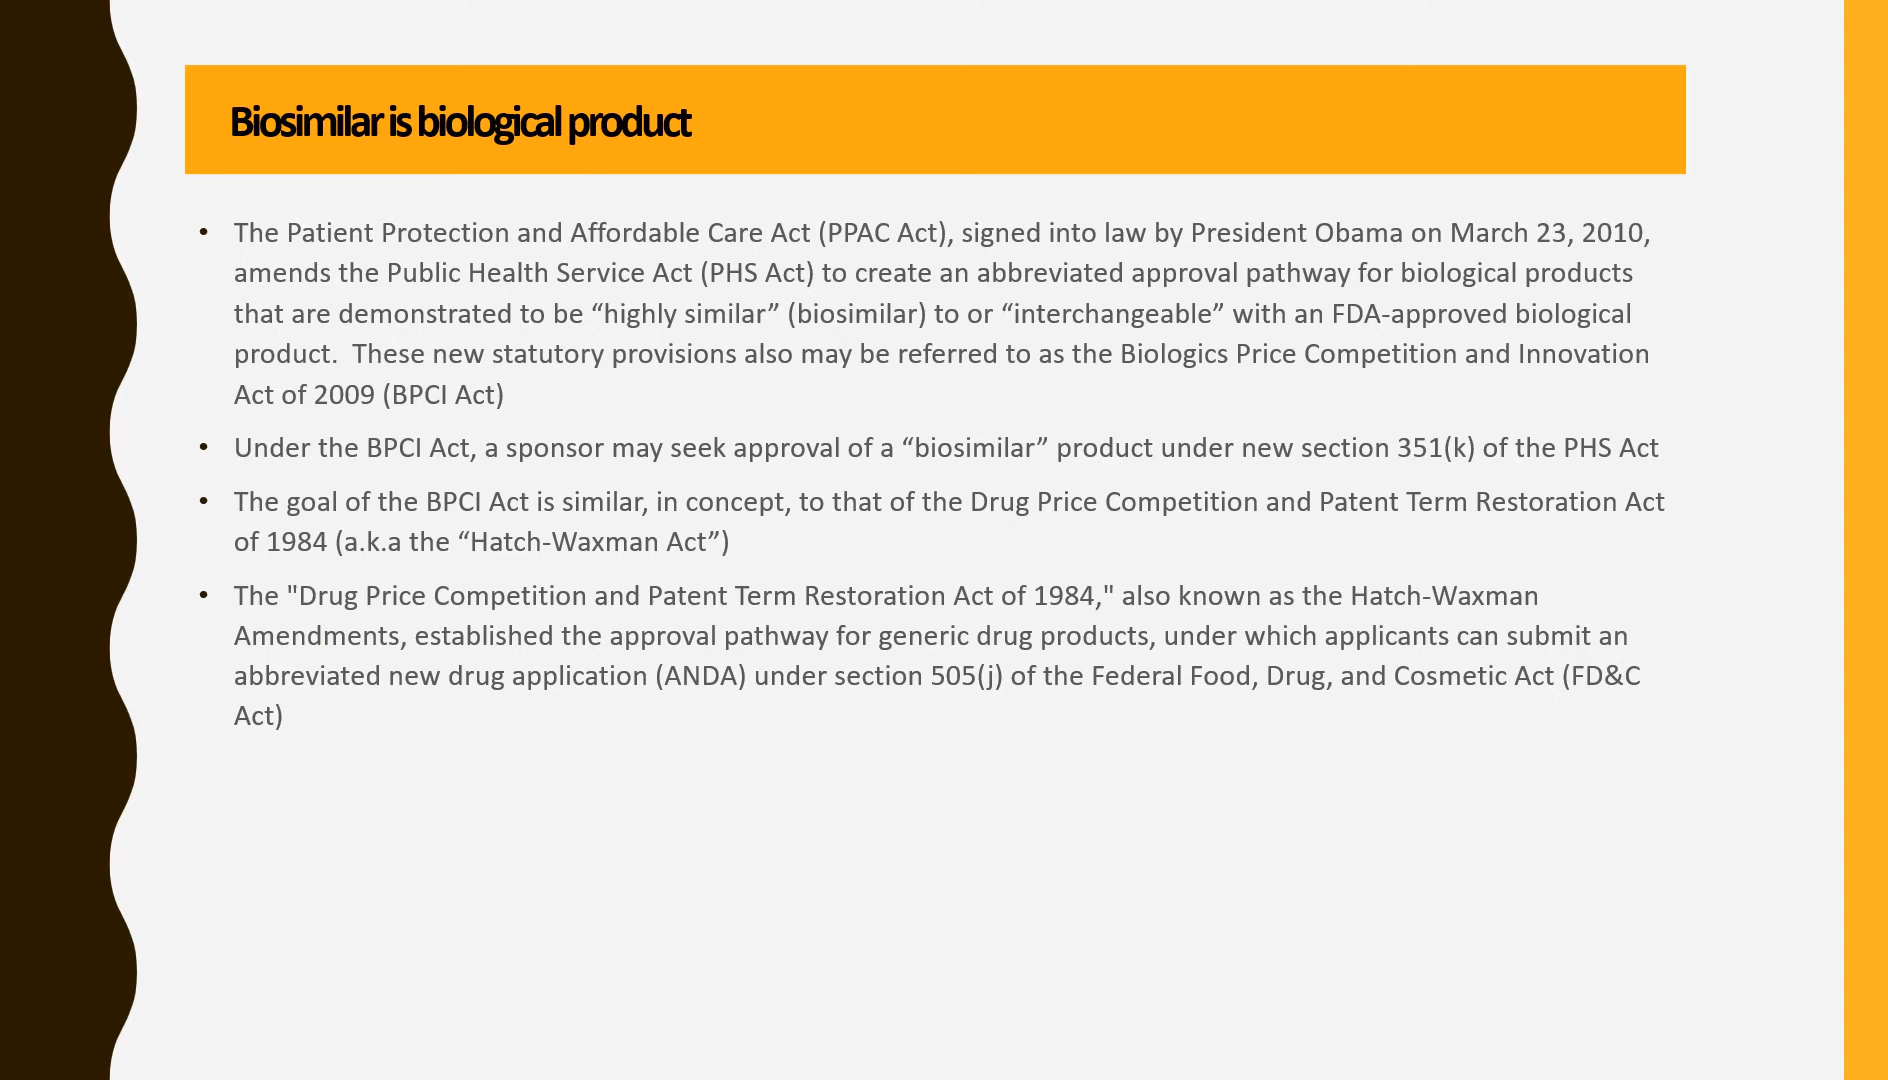 Biosimilar is biological product
• The Patient Protection and Affordable Care Act (PPAC Act), signed into law by President Obama on March 23, 2010,
amends the Public Health Service Act (PHS Act) to create an abbreviated approval pathway for biological products
that are demonstrated to be “highly similar” (biosimilar) to or “interchangeable” with an FDA-approved biological
product.  These new statutory provisions also may be referred to as the Biologics Price Competition and Innovation
Act of 2009 (BPCI Act)
• Under the BPCI Act, a sponsor may seek approval of a “biosimilar” product under new section 351(k) of the PHS Act
• The goal of the BPCI Act is similar, in concept, to that of the Drug Price Competition and Patent Term Restoration Act
of 1984 (a.k.a the “Hatch-Waxman Act”)
• The "Drug Price Competition and Patent Term Restoration Act of 1984," also known as the Hatch-Waxman
Amendments, established the approval pathway for generic drug products, under which applicants can submit an
abbreviated new drug application (ANDA) under section 505(j) of the Federal Food, Drug, and Cosmetic Act (FD&C
Act)